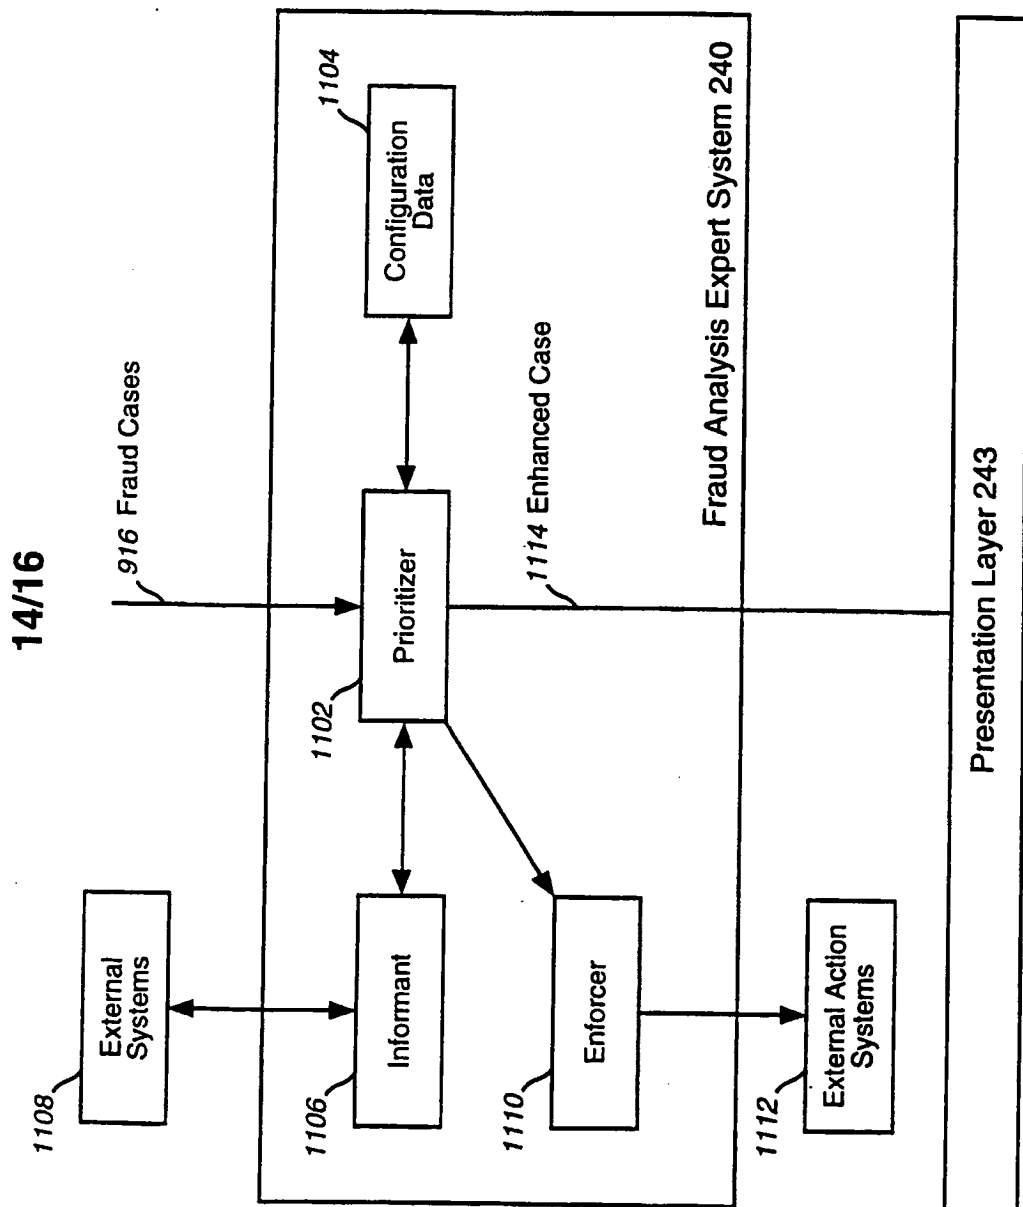 14/16
916 Fraud Cases
1108
External
Systems
1106
Informant
1102
Prioritizer
1104
Configuration
Data
1110
Enforcer
1114 Enhanced Case
Fraud Analysis Expert System 240
1112
External Action
Systems
Presentation Layer 243